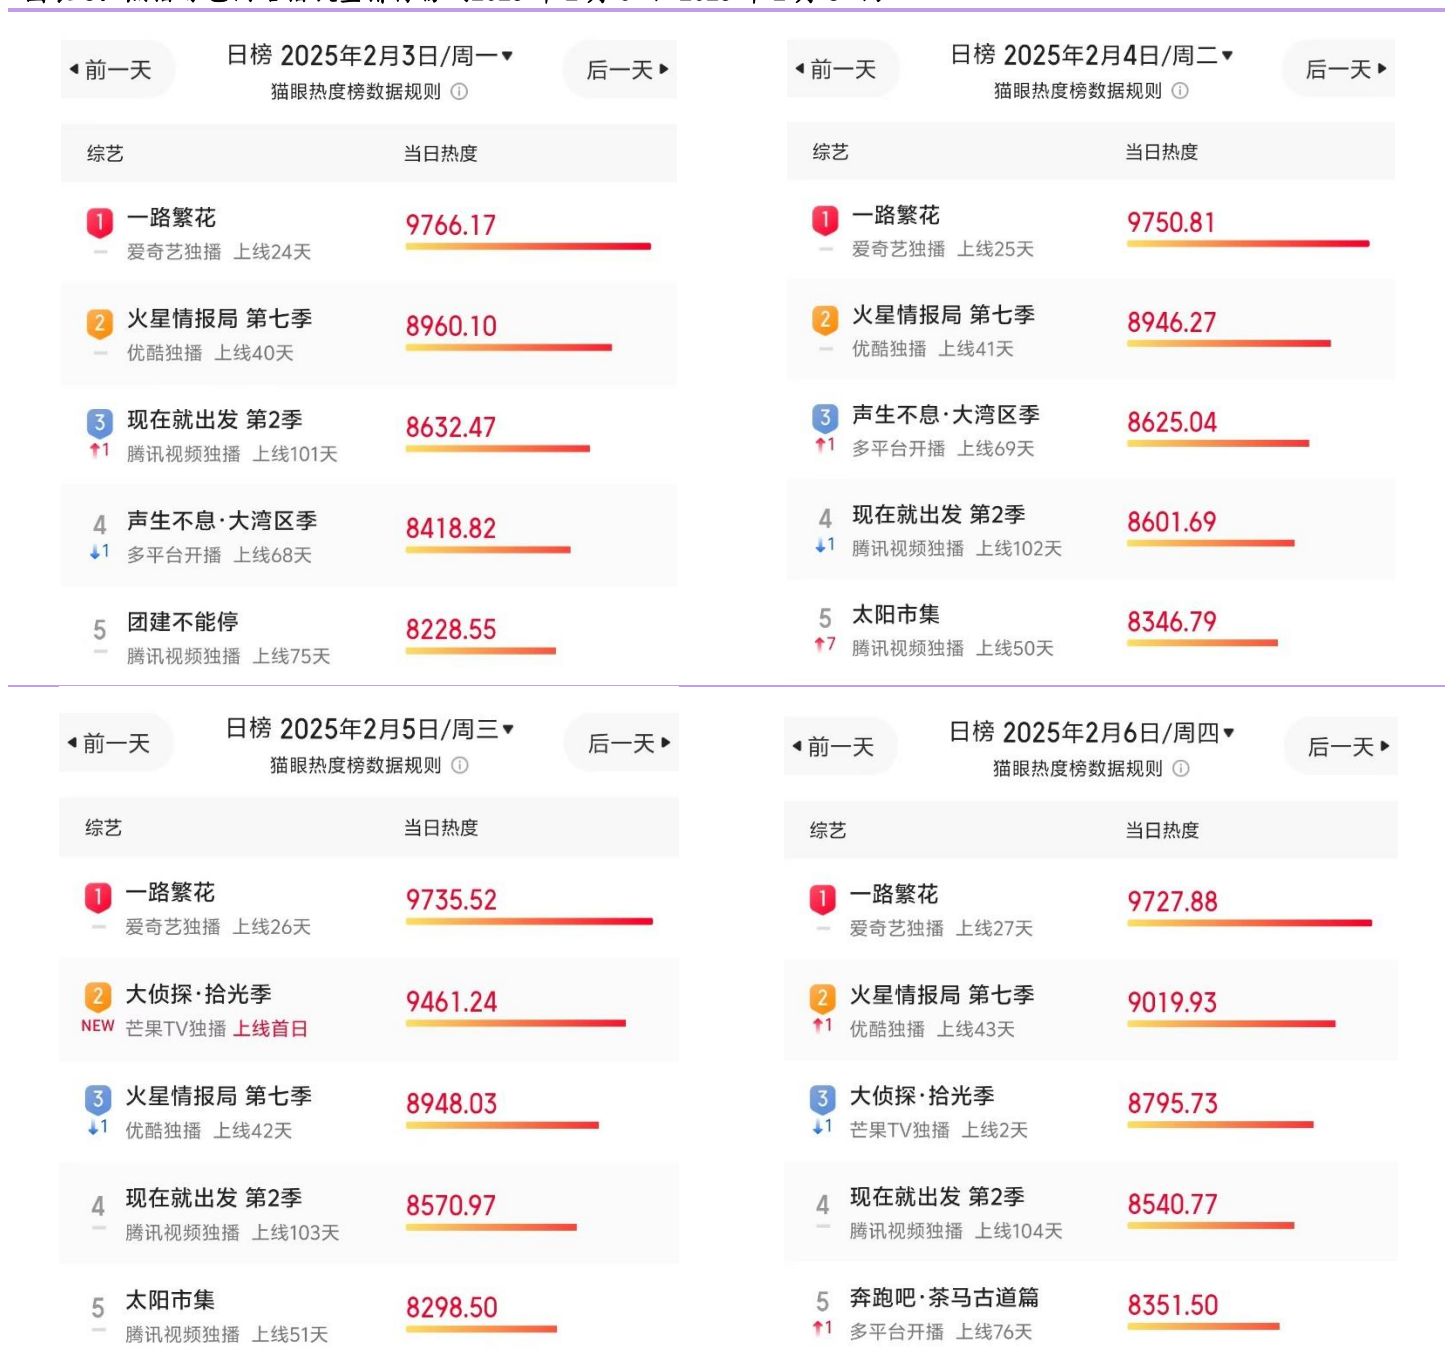 日榜 2025年2月3日/周一
前一天
后一天
猫眼热度榜数据规则
综艺 当日热度
1 一路繁花 9766.17
爱奇艺独播 上线24天
2 火星情报局 第七季 8960.10
优酷独播 上线40天
3 现在就出发 第2季 8632.47
1 腾讯视频独播 上线101天
4 声生不息·大湾区季 8418.82
1 多平台开播 上线68天
5 团建不能停 8228.55
腾讯视频独播 上线75天
日榜 2025年2月4日/周二
前一天
后一天
猫眼热度榜数据规则
综艺 当日热度
1 一路繁花 9750.81
爱奇艺独播 上线25天
2 火星情报局 第七季 8946.27
优酷独播 上线41天
3 声生不息·大湾区季 8625.04
1 多平台开播 上线69天
4 现在就出发 第2季 8601.69
1 腾讯视频独播 上线102天
5 太阳市集 8346.79
7 腾讯视频独播 上线50天
日榜 2025年2月5日/周三
前一天
后一天
猫眼热度榜数据规则
综艺 当日热度
1 一路繁花 9735.52
爱奇艺独播 上线26天
2 大侦探·拾光季 9461.24
NEW 芒果TV独播 上线首日
3 火星情报局 第七季 8948.03
1 优酷独播 上线42天
4 现在就出发 第2季 8570.97
腾讯视频独播 上线103天
5 太阳市集 8298.50
腾讯视频独播 上线51天
日榜 2025年2月6日/周四
前一天
后一天
猫眼热度榜数据规则
综艺 当日热度
1 一路繁花 9727.88
爱奇艺独播 上线27天
2 火星情报局 第七季 9019.93
1 优酷独播 上线43天
3 大侦探·拾光季 8795.73
1 芒果TV独播 上线2天
4 现在就出发 第2季 8540.77
腾讯视频独播 上线104天
5 奔跑吧·茶马古道篇 8351.50
1 多平台开播 上线76天